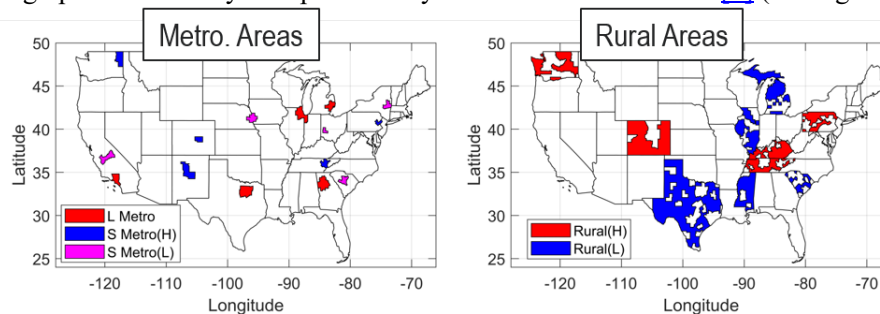 Metro. Areas
Rural Areas
50
45
40
35
30
25
Latitude
-120
-110
-100
-90
-80
-70
Longitude
L Metro
S Metro(H)
S Metro(L)
50
45
40
35
30
25
Latitude
-120
-110
-100
-90
-80
-70
Longitude
Rural(H)
Rural(L)